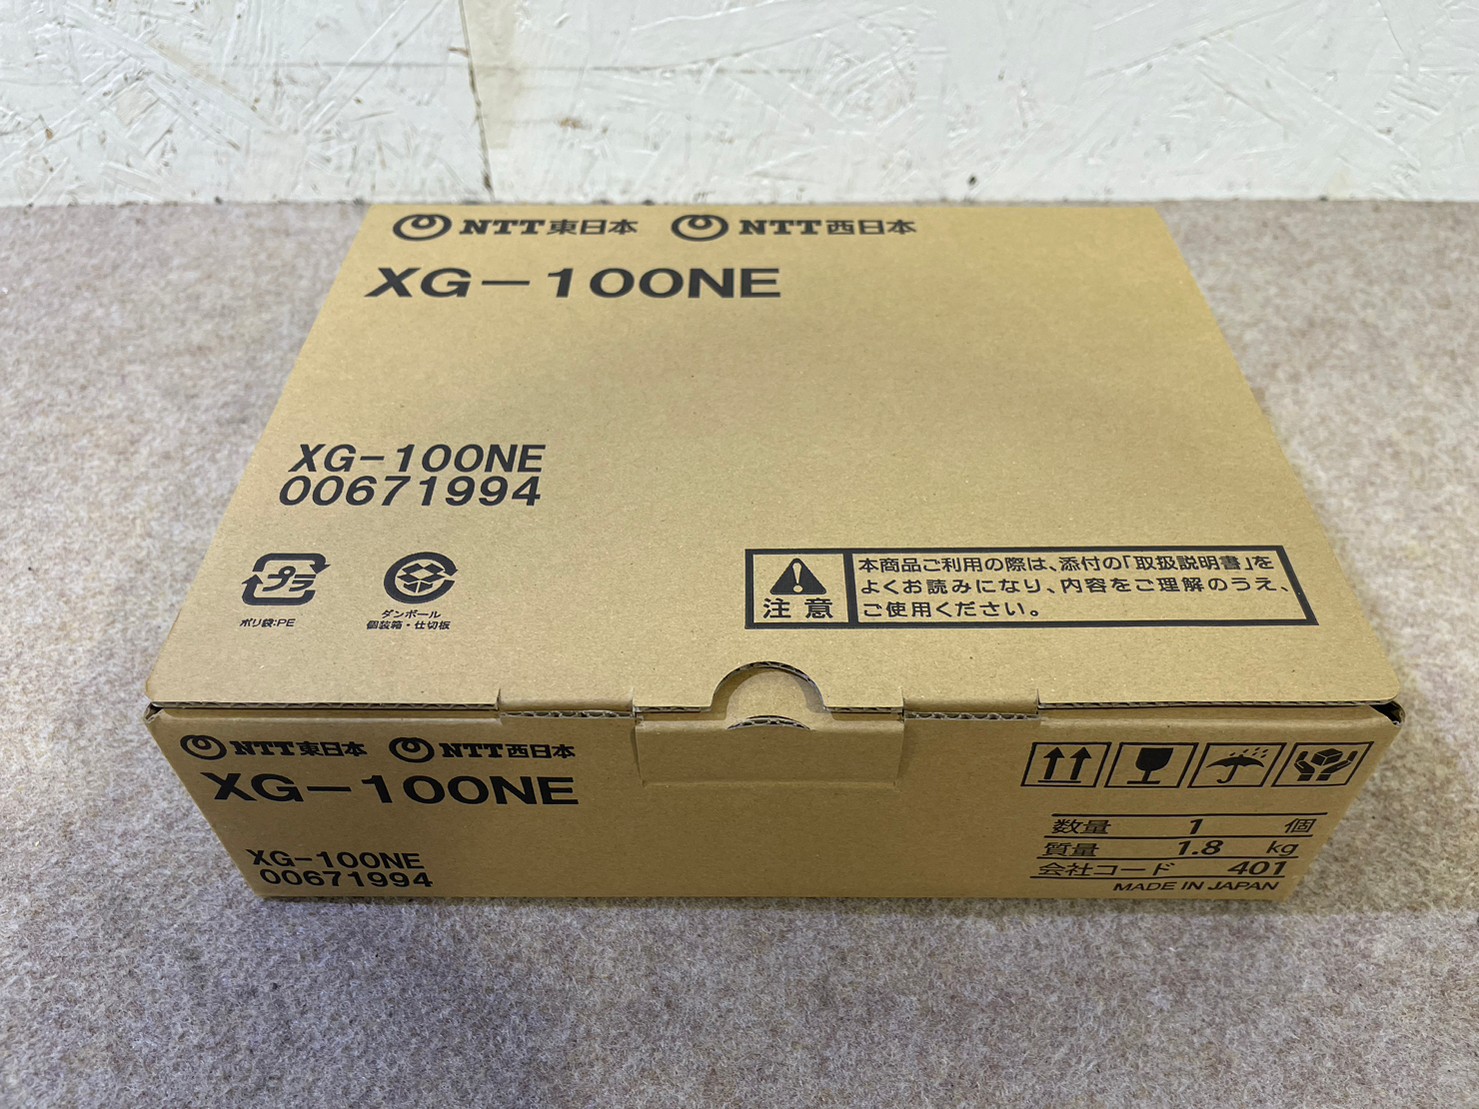 NTT東日本 NTT西日本
XG-100NE
XG-100NE
00671994
プラ
ポリ袋:PE
ダンボール
個装箱・仕切板
注意
本商品ご利用の際は、添付の「取扱説明書」を
よくお読みになり、内容をご理解のうえ、
ご使用ください。
NTT東日本 NTT西日本
XG-100NE
XG-100NE
00671994
数量 1 個
質量 1.8 kg
会社コード 401
MADE IN JAPAN